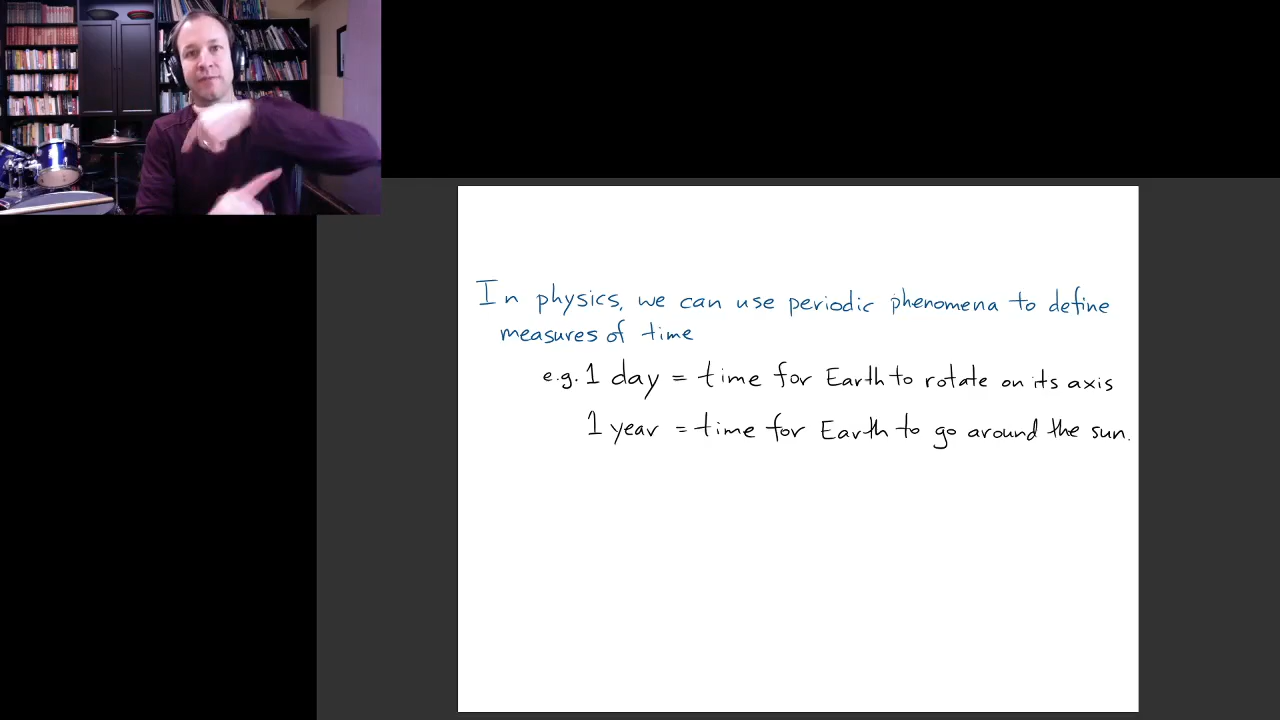 In physics, we can use periodic phenomena to define
measures of time
e.g. 1 day = time for Earth to rotate on its axis
1 year = time for Earth to go around the sun.